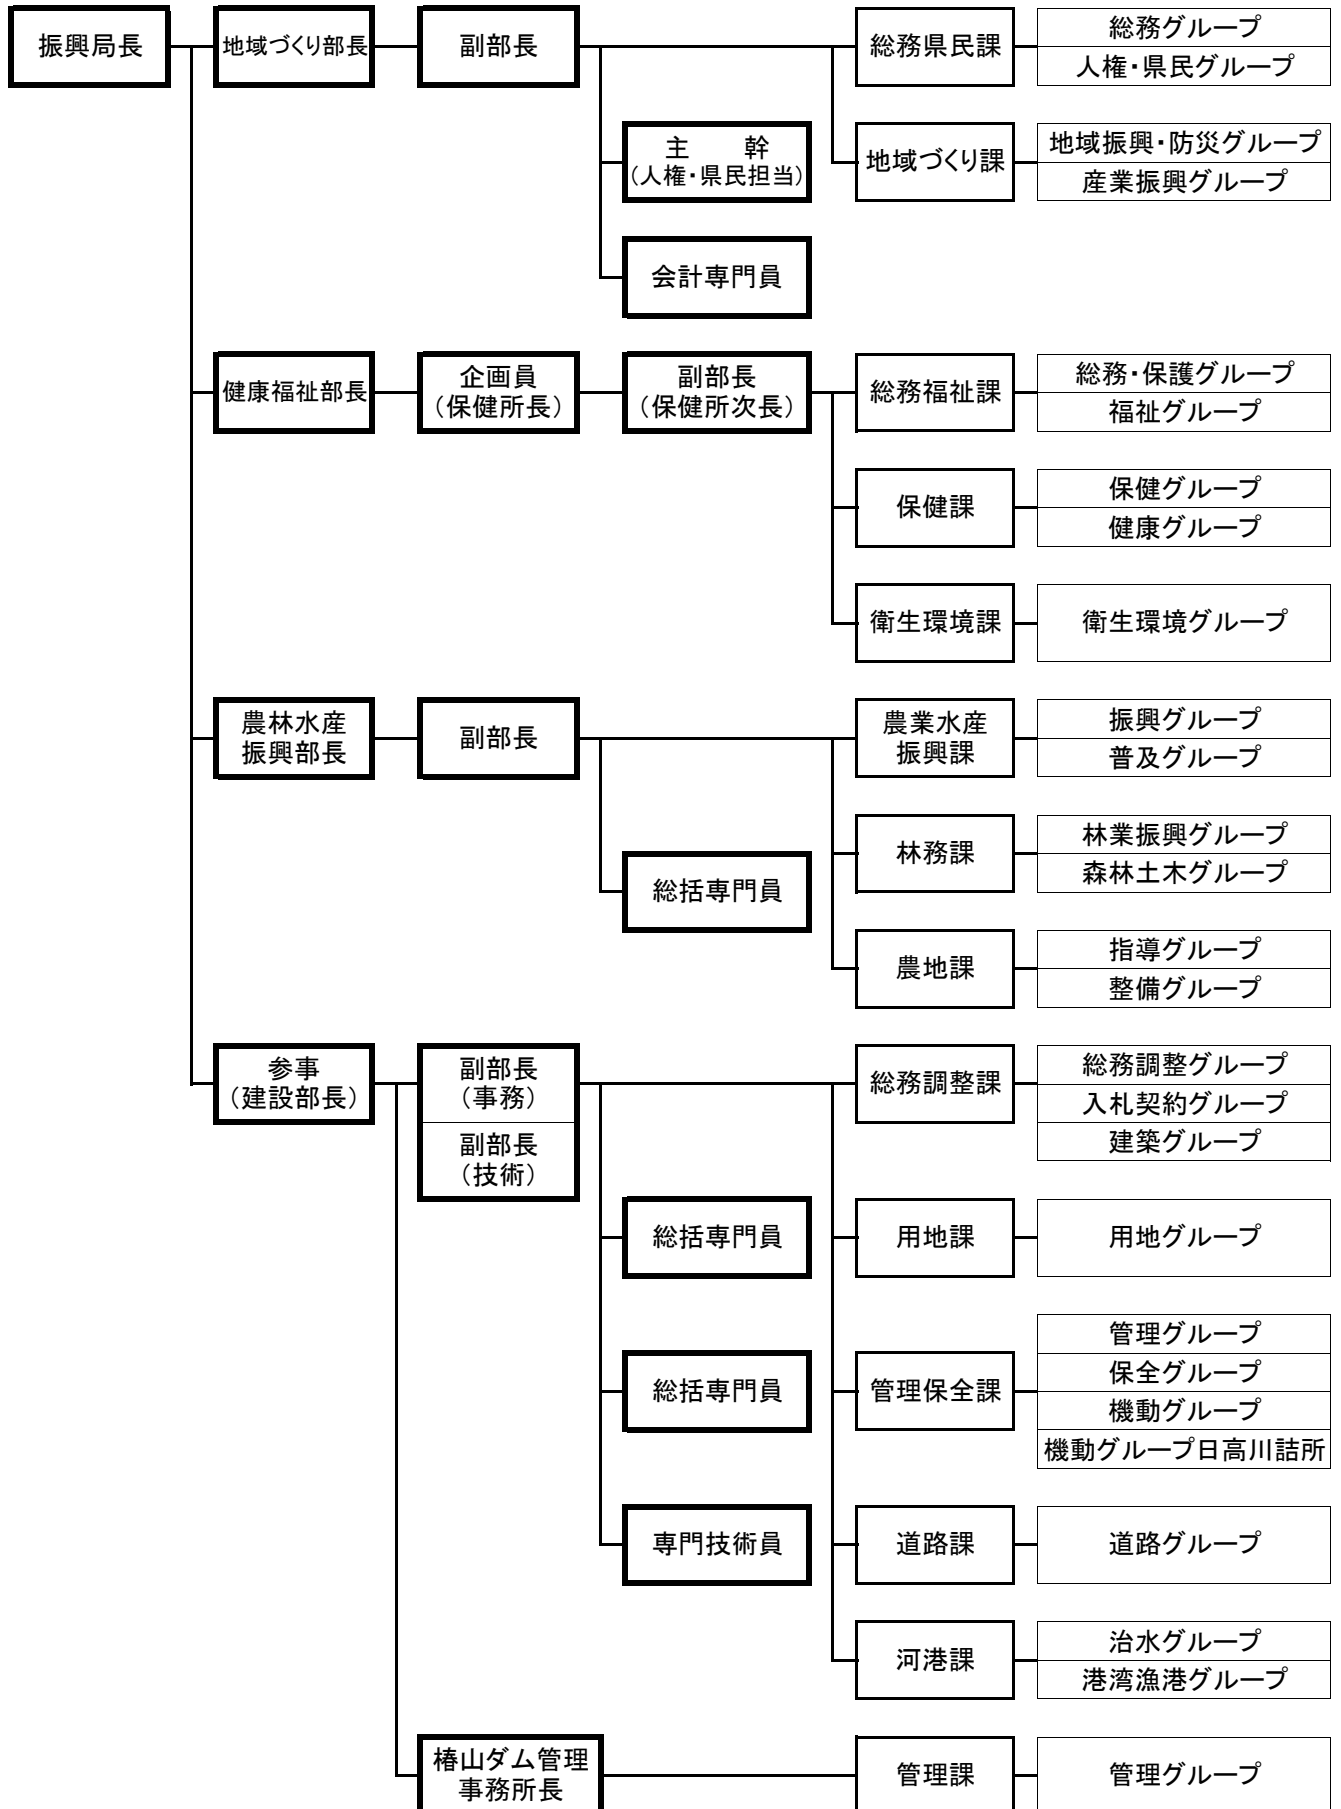 振興局長
地域づくり部長
副部長
総務県民課
総務グループ
人権・県民グループ
主　幹
（人権・県民担当）
地域づくり課
地域振興・防災グループ
産業振興グループ
会計専門員
健康福祉部長
企画員
（保健所長）
副部長
（保健所次長）
総務福祉課
総務・保護グループ
福祉グループ
保健課
保健グループ
健康グループ
衛生環境課
衛生環境グループ
農林水産
振興部長
副部長
農業水産
振興課
振興グループ
普及グループ
林務課
林業振興グループ
森林土木グループ
総括専門員
農地課
指導グループ
整備グループ
参事
（建設部長）
副部長
（事務）
副部長
（技術）
総務調整課
総務調整グループ
入札契約グループ
建築グループ
総括専門員
用地課
用地グループ
総括専門員
管理保全課
管理グループ
保全グループ
機動グループ
機動グループ日高川詰所
専門技術員
道路課
道路グループ
河港課
治水グループ
港湾漁港グループ
椿山ダム管理
事務所長
管理課
管理グループ